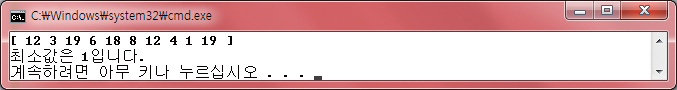 C:\Windows\system32\cmd.exe
[ 12 3 19 6 18 8 12 4 1 19 ]
최소값은 1입니다.
계속하려면 아무 키나 누르십시오 . . .